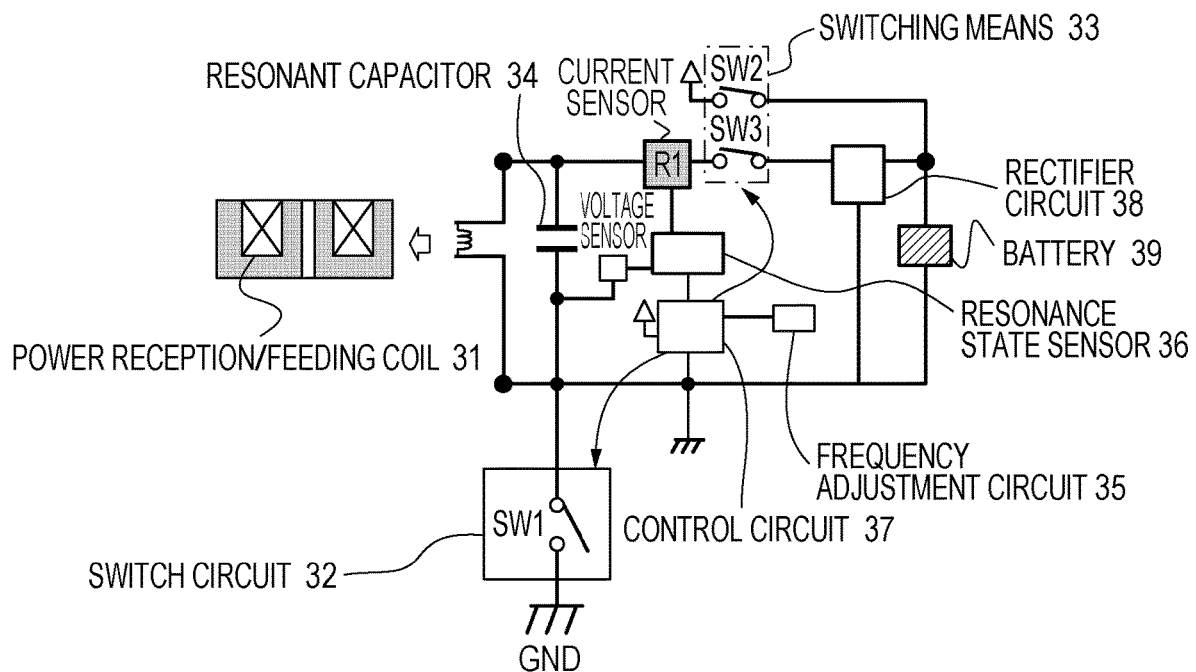 SWITCHING MEANS 33
RESONANT CAPACITOR 34
CURRENT
SENSOR
SW2
SW3
R1
RECTIFIER
CIRCUIT 38
VOLTAGE
SENSOR
BATTERY 39
RESONANCE
STATE SENSOR 36
POWER RECEPTION/FEEDING COIL 31
FREQUENCY
ADJUSTMENT CIRCUIT 35
CONTROL CIRCUIT 37
SW1
SWITCH CIRCUIT 32
GND